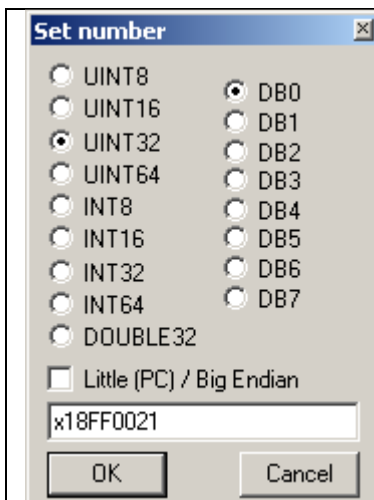 Set number
UINT8
UINT16
UINT32
UINT64
INT8
INT16
INT32
INT64
DOUBLE32
DB0
DB1
DB2
DB3
DB4
DB5
DB6
DB7
Little (PC) / Big Endian
x18FF0021
OK
Cancel